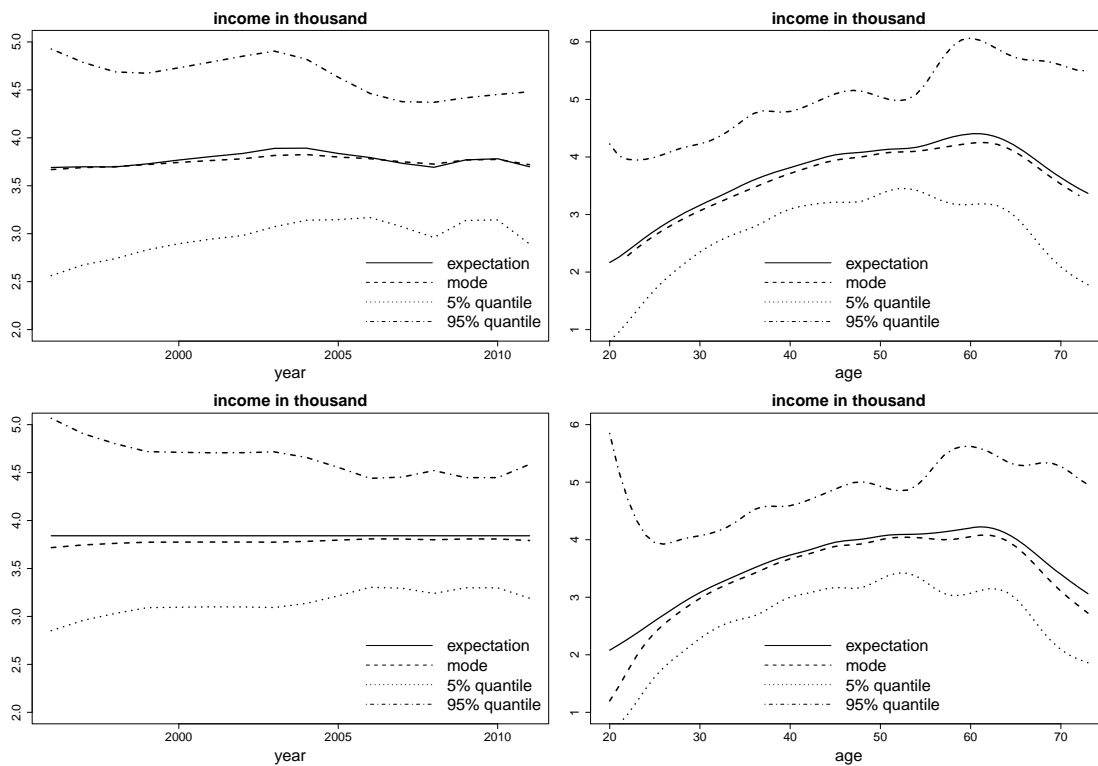 income in thousand
5.0
4.5
4.0
3.5
3.0
2.5
2.0
expectation
mode
5% quantile
95% quantile
2000 2005 2010
year
income in thousand
6
5
4
3
2
1
expectation
mode
5% quantile
95% quantile
20 30 40 50 60 70
age
income in thousand
5.0
4.5
4.0
3.5
3.0
2.5
2.0
expectation
mode
5% quantile
95% quantile
2000 2005 2010
year
income in thousand
6
5
4
3
2
1
expectation
mode
5% quantile
95% quantile
20 30 40 50 60 70
age